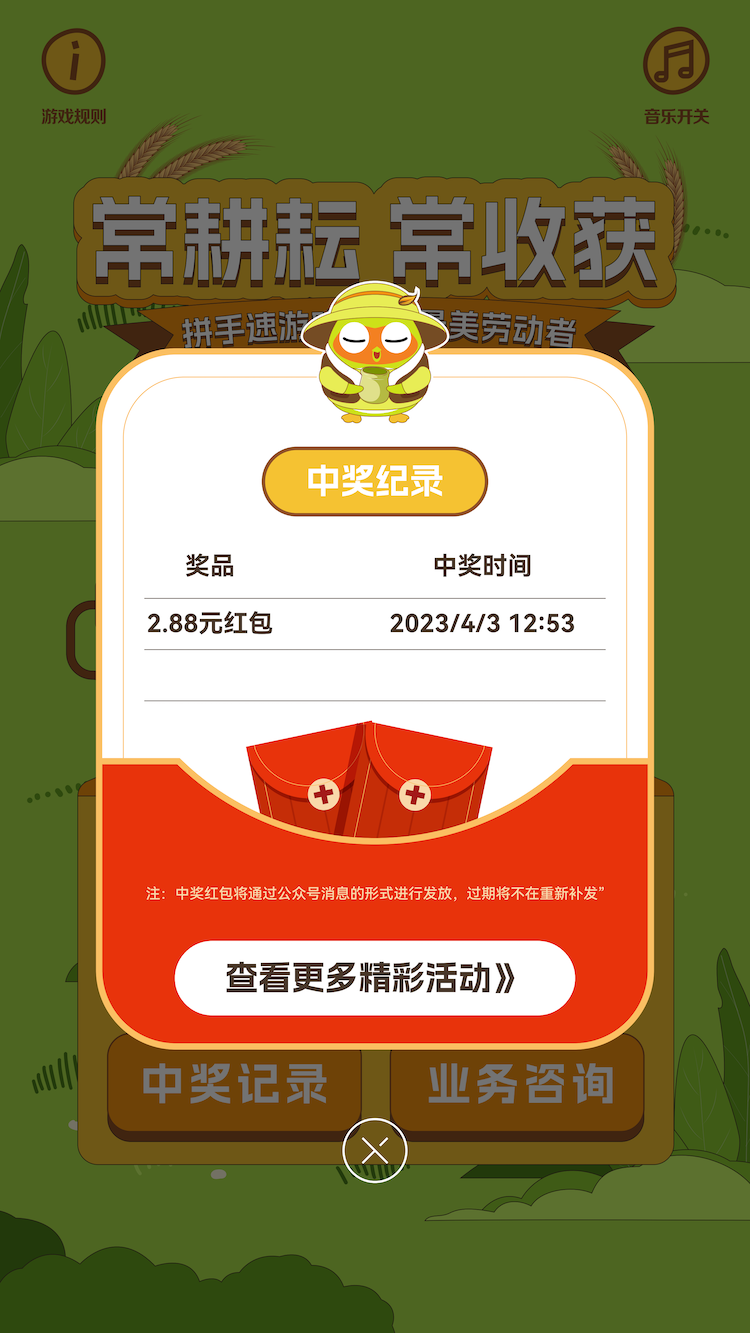 游戏规则
音乐开关
常耕耘 常收获
拼手速游
最美劳动者
中奖纪录
奖品 中奖时间
2.88元红包 2023/4/3 12:53
注：中奖红包将通过公众号消息的形式进行发放，过期将不在重新补发”
查看更多精彩活动》
中奖记录 业务咨询